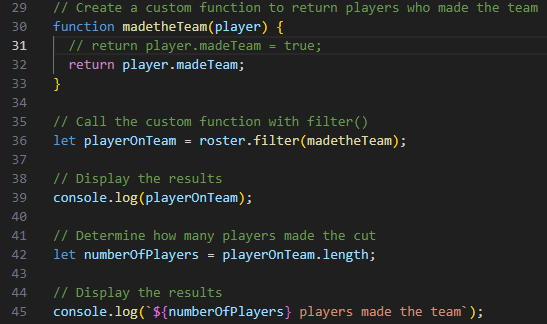 29 // Create a custom function to return players who made the team
30 function madetheTeam(player) {
31 // return player.madeTeam = true;
32 return player.madeTeam;
33 }
34
35 // Call the custom function with filter()
36 let playerOnTeam = roster.filter(madetheTeam);
37
38 // Display the results
39 console.log(playerOnTeam);
40
41 // Determine how many players made the cut
42 let numberOfPlayers = playerOnTeam.length;
43
44 // Display the results
45 console.log(`${numberOfPlayers} players made the team`);